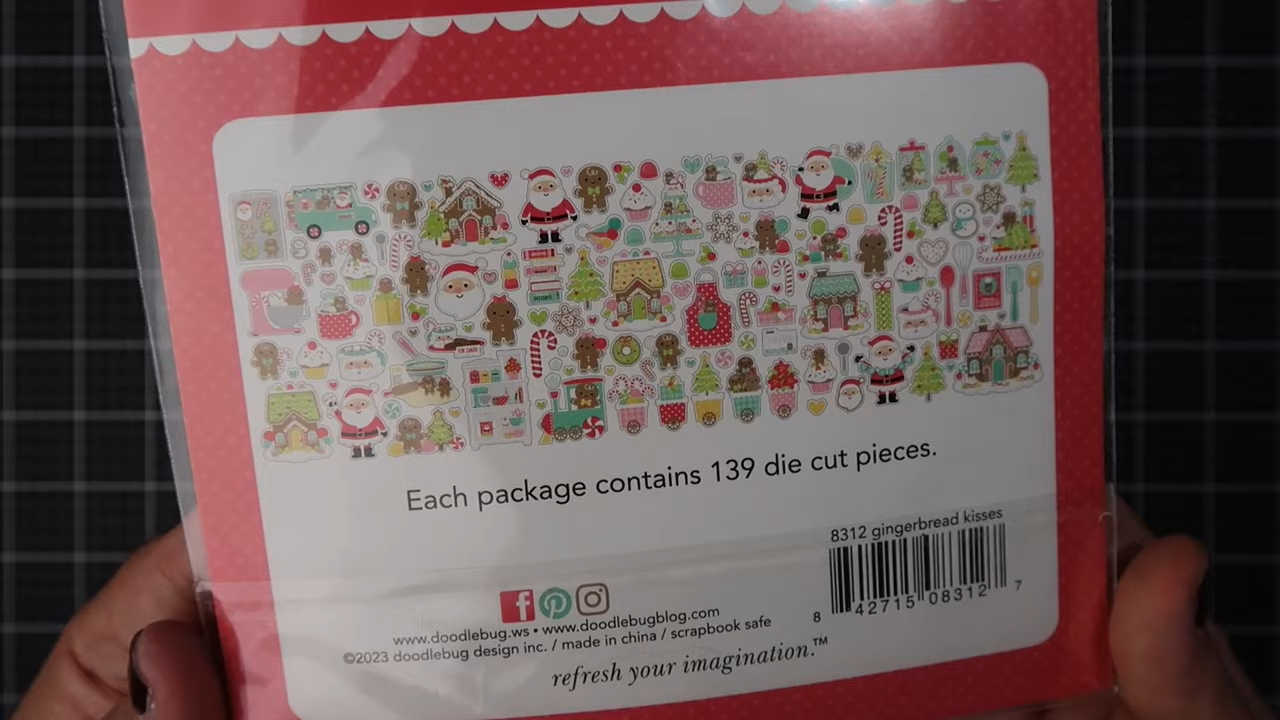 Each package contains 139 die cut pieces.
8312 gingerbread kisses
8 42715 08312 7
www.doodlebug.ws • www.doodlebugblog.com
©2023 doodlebug design inc. / made in china / scrapbook safe
refresh your imagination.™